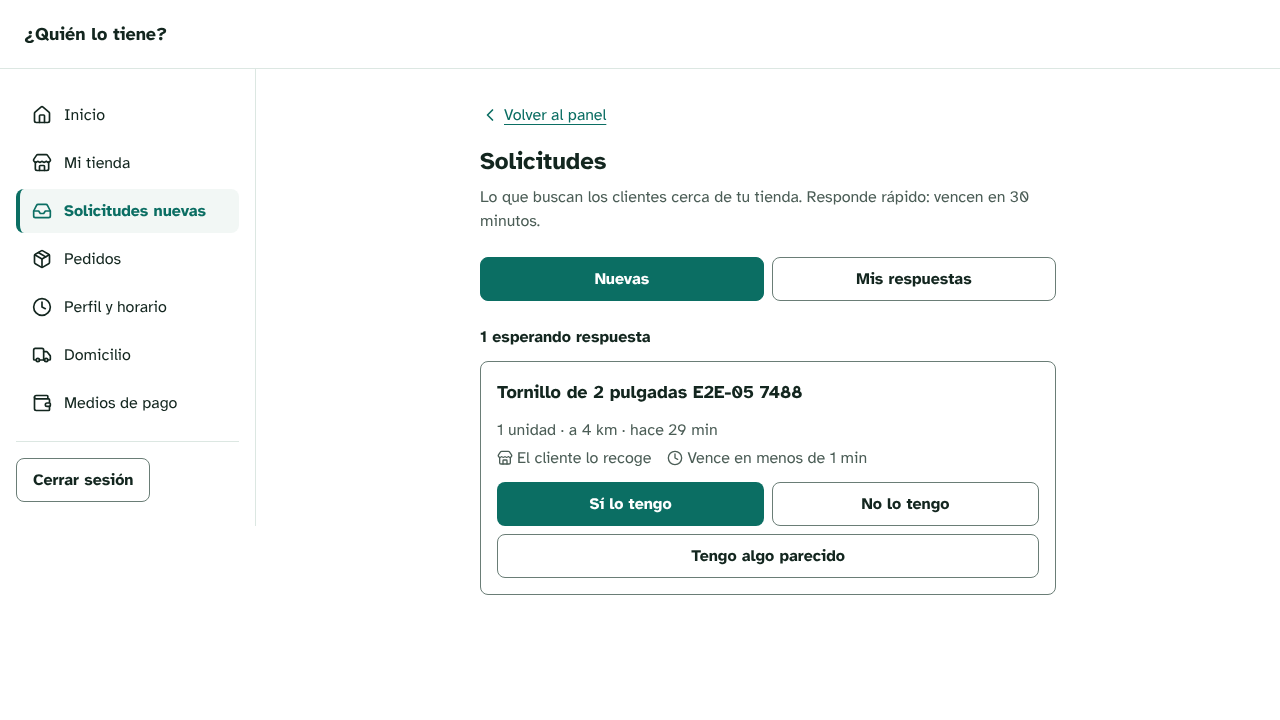 ¿Quién lo tiene?
Inicio
Mi tienda
Solicitudes nuevas
Pedidos
Perfil y horario
Domicilio
Medios de pago
Cerrar sesión
Volver al panel
Solicitudes
Lo que buscan los clientes cerca de tu tienda. Responde rápido: vencen en 30
minutos.
Nuevas
Mis respuestas
1 esperando respuesta
Tornillo de 2 pulgadas E2E-05 7488
1 unidad · a 4 km · hace 29 min
El cliente lo recoge Vence en menos de 1 min
Sí lo tengo
No lo tengo
Tengo algo parecido